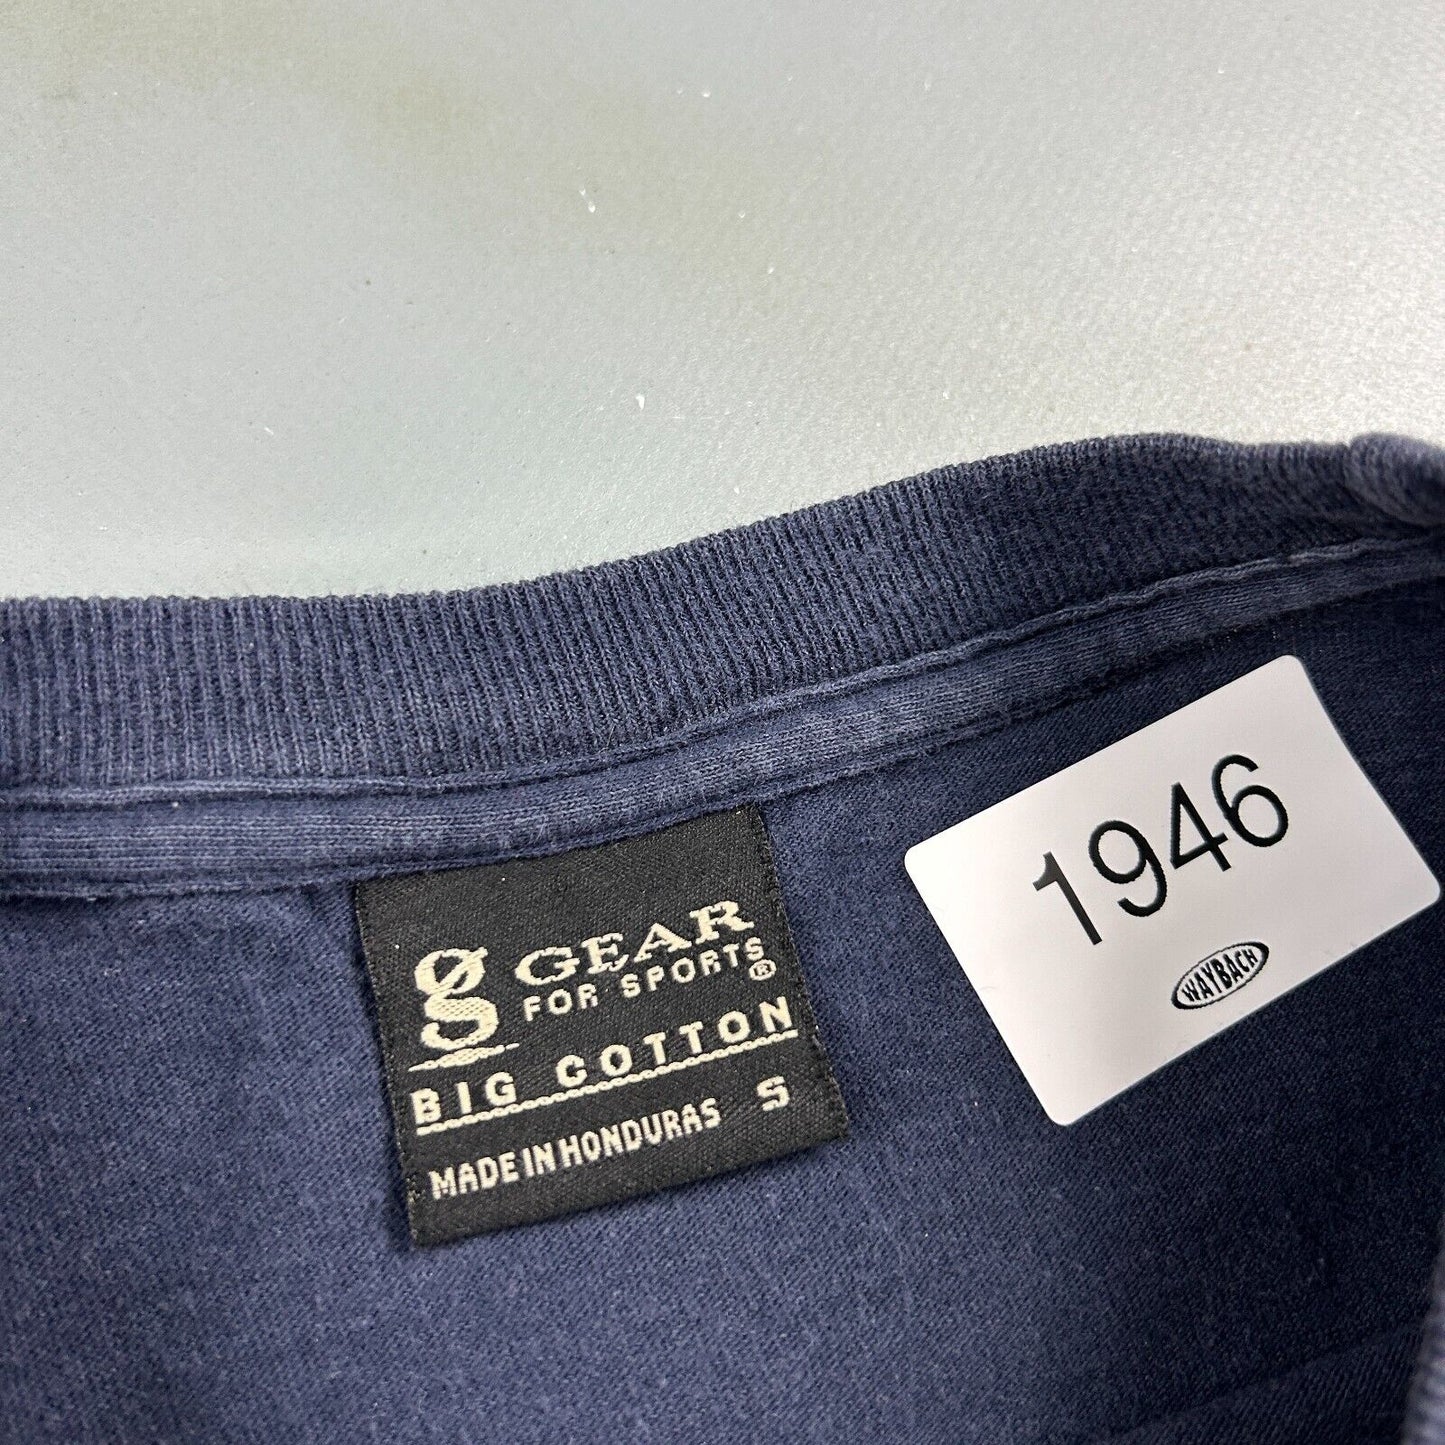 g GEAR
FOR SPORTS®
BIG COTTON
MADE IN HONDURAS S
1946
WAYBACH